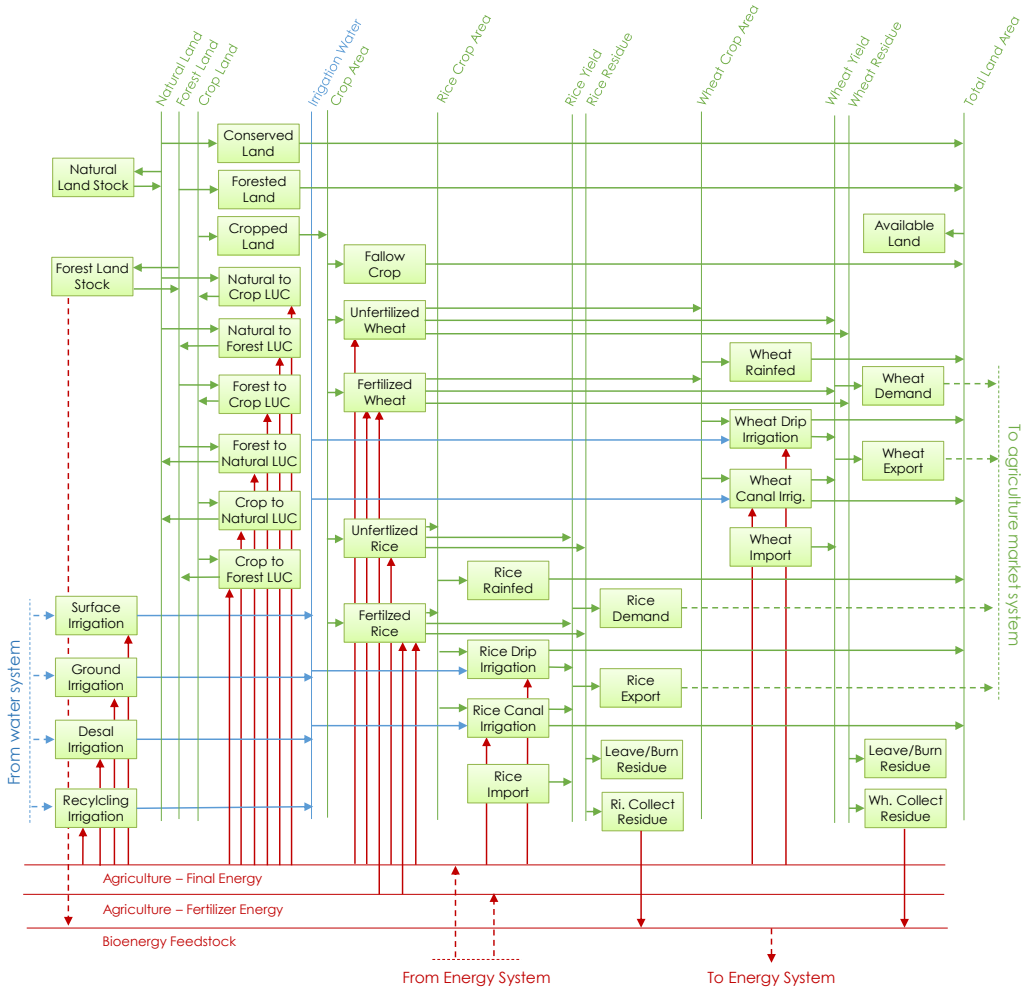 Natural Land
Forest Land
Crop Land
Irrigation Water
Crop Area
Rice Crop Area
Rice Yield
Rice Residue
Wheat Crop Area
Wheat Yield
Wheat Residue
Total Land Area
Conserved
Land
Natural
Land Stock
Forested
Land
Cropped
Land
Available
Land
Fallow
Crop
Forest Land
Stock
Natural to
Crop LUC
Unfertilized
Wheat
Natural to
Forest LUC
Wheat
Rainfed
Fertilized
Wheat
Wheat
Demand
Forest to
Crop LUC
Wheat Drip
Irrigation
Forest to
Natural LUC
Wheat
Export
Wheat
Canal Irrig.
Crop to
Natural LUC
Unfertlized
Rice
Wheat
Import
Crop to
Forest LUC
Rice
Rainfed
Surface
Irrigation
Fertlized
Rice
Rice
Demand
Rice Drip
Irrigation
Ground
Irrigation
Rice
Export
Rice Canal
Irrigation
Desal
Irrigation
Leave/Burn
Residue
Leave/Burn
Residue
Rice
Import
Recylcling
Irrigation
Ri. Collect
Residue
Wh. Collect
Residue
From water system
To agriculture market system
Agriculture – Final Energy
Agriculture – Fertilizer Energy
Bioenergy Feedstock
From Energy System
To Energy System